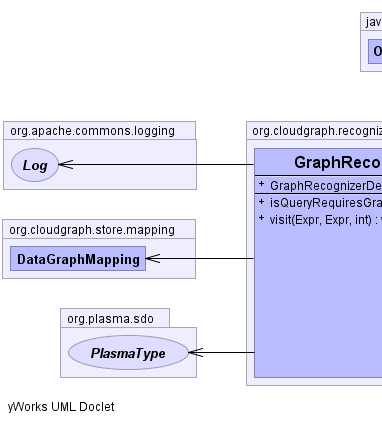 jav
O
org.apache.commons.logging
Log
org.cloudgraph.recogniz
GraphReco
+ GraphRecognizerDe
+ isQueryRequiresGra
+ visit(Expr, Expr, int) :
org.cloudgraph.store.mapping
DataGraphMapping
org.plasma.sdo
PlasmaType
yWorks UML Doclet